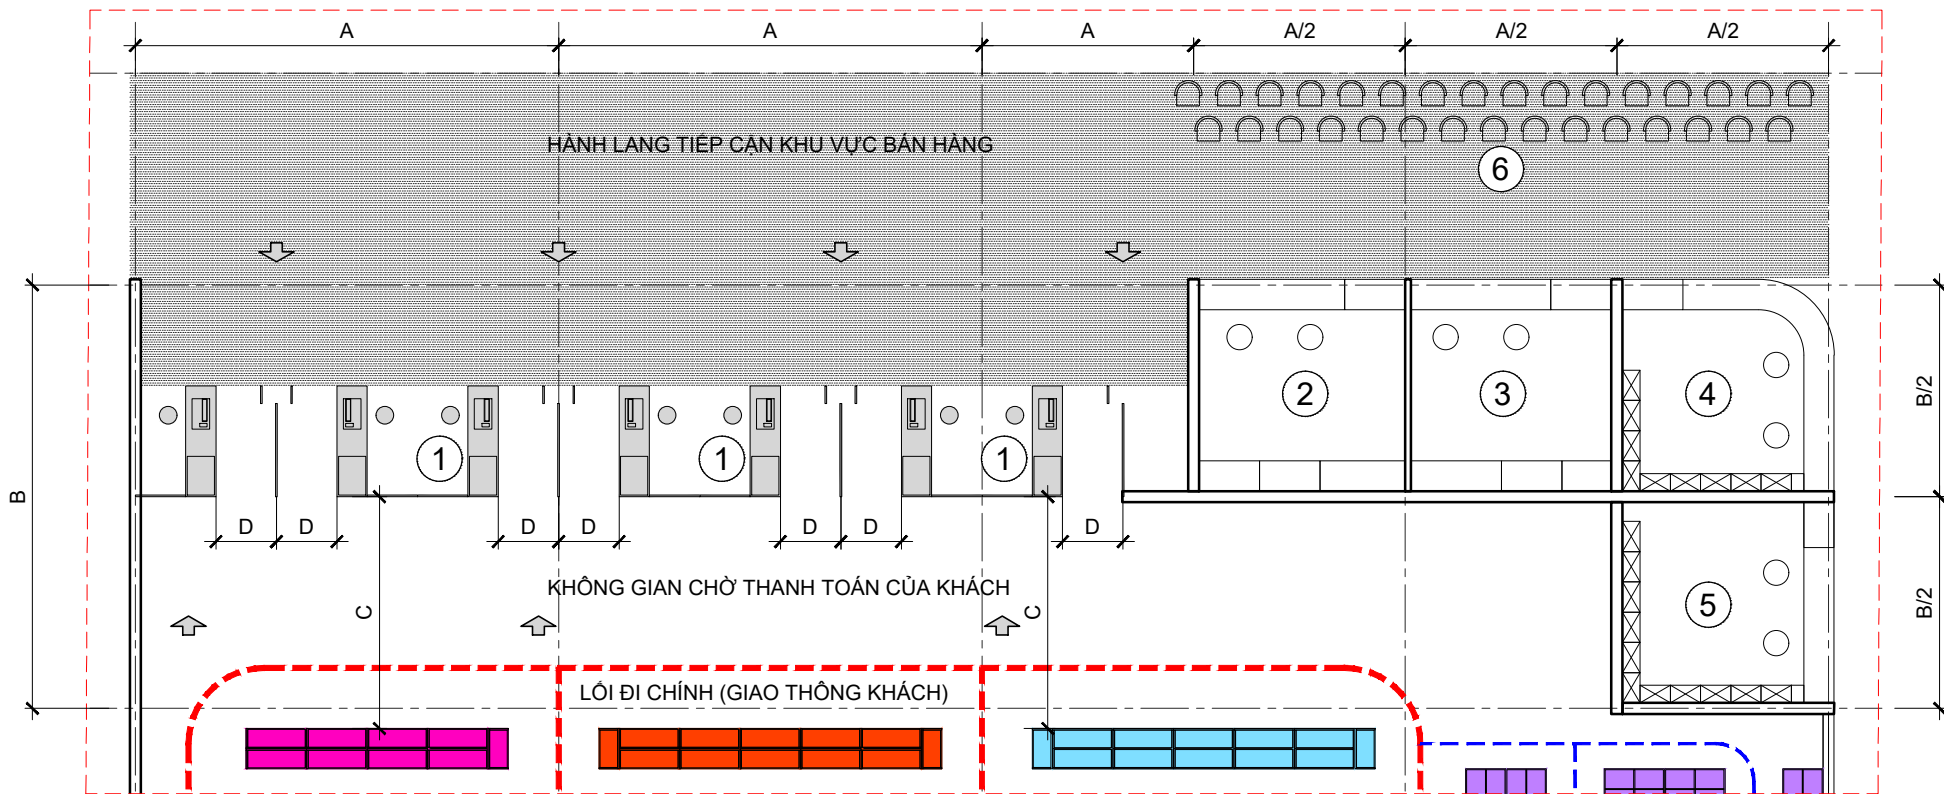 A A A A/2 A/2 A/2
HÀNH LANG TIẾP CẬN KHU VỰC BÁN HÀNG
6
2 3 4
B/2
1 1 1
B
D D D D D D D
KHÔNG GIAN CHỜ THANH TOÁN CỦA KHÁCH
C C
5
B/2
LỐI ĐI CHÍNH (GIAO THÔNG KHÁCH)